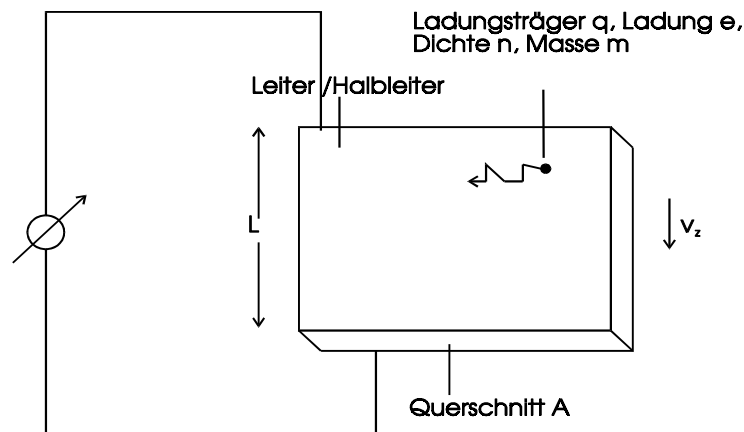 Ladungsträger q, Ladung e,
Dichte n, Masse m
Leiter /Halbleiter
L
vz
Querschnitt A